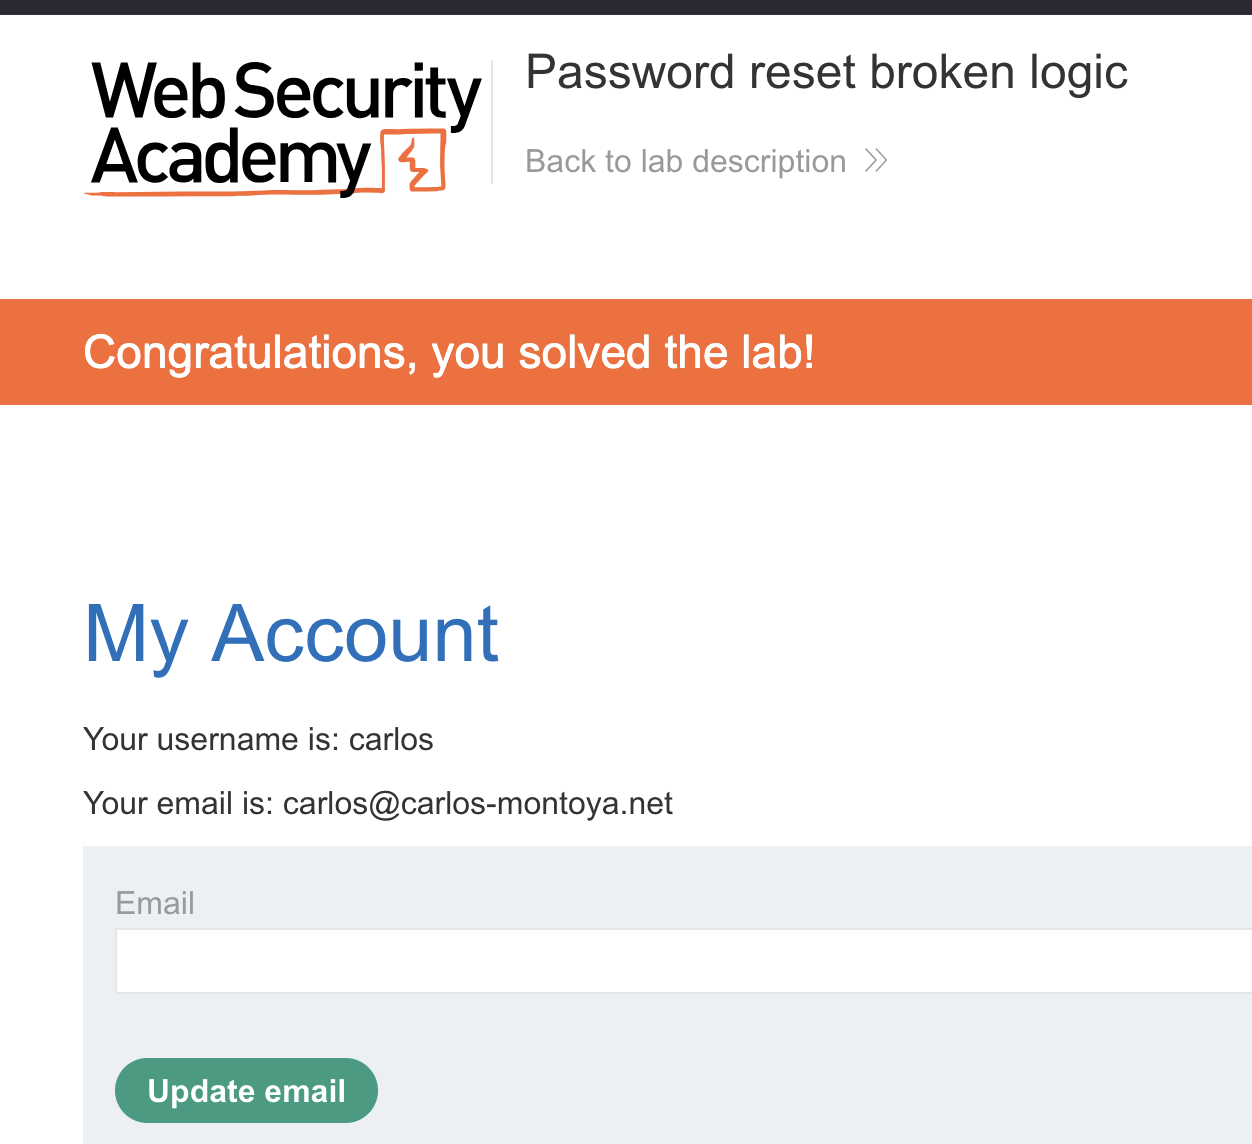 Web Security
Academy
Password reset broken logic
Back to lab description
Congratulations, you solved the lab!
My Account
Your username is: carlos
Your email is: carlos@carlos-montoya.net
Email
Update email